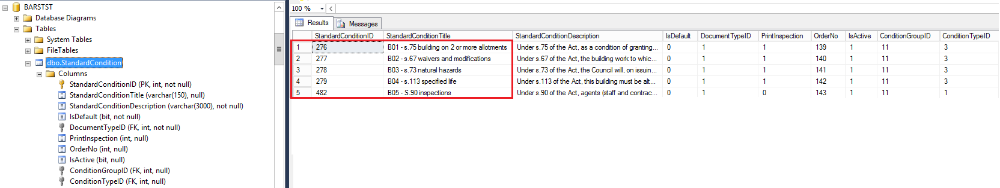 BARSTST
Database Diagrams
Tables
System Tables
FileTables
dbo.StandardCondition
Columns
StandardConditionID (PK, int, not null)
StandardConditionTitle (varchar(150), null)
StandardConditionDescription (varchar(3000), not null)
IsDefault (bit, not null)
DocumentTypeID (FK, int, not null)
PrintInspection (int, null)
OrderNo (int, null)
IsActive (bit, null)
ConditionGroupID (FK, int, null)
ConditionTypeID (FK, int, null)
100 %
Results Messages
StandardConditionID StandardConditionTitle StandardConditionDescription IsDefault DocumentTypeID PrintInspection OrderNo IsActive ConditionGroupID ConditionTypeID
1 276 B01 - s.75 building on 2 or more allotments Under s.75 of the Act, as a condition of granting... 0 1 1 139 1 11 3
2 277 B02 - s.67 waivers and modifications Under s.67 of the Act, the building work to whic... 0 1 1 140 1 11 3
3 278 B03 - s.73 natural hazards Under s.73 of the Act, the Council will, on issuin... 0 1 1 141 1 11 3
4 279 B04 - s.113 specified life Under s.113 of the Act, this building must be alt... 0 1 1 142 1 11 3
5 482 B05 - S.90 inspections Under s.90 of the Act, agents (staff and contrac... 0 1 0 143 1 11 1